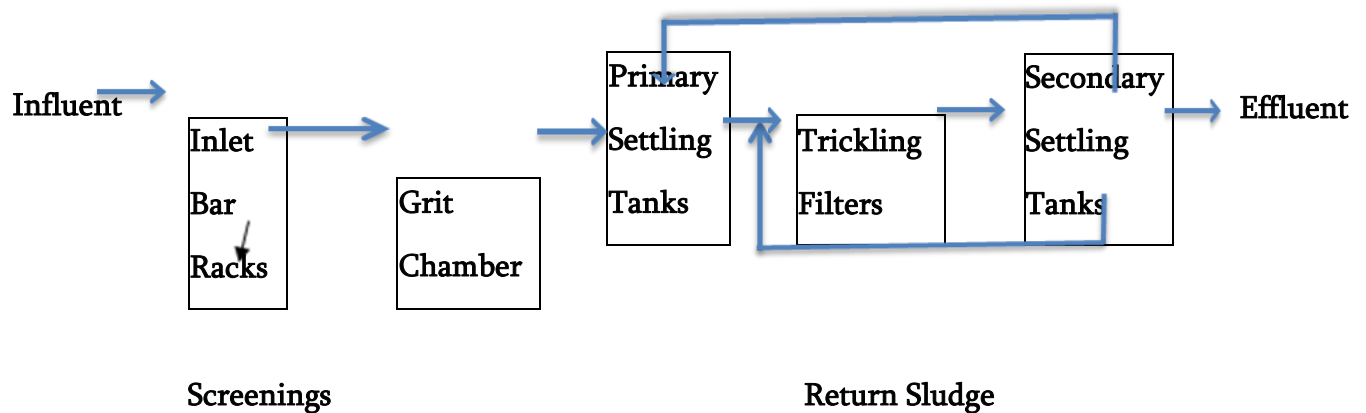 Influent
Inlet
Bar
Racks
Grit
Chamber
Primary
Settling
Tanks
Trickling
Filters
Secondary
Settling
Tanks
Effluent
Screenings
Return Sludge